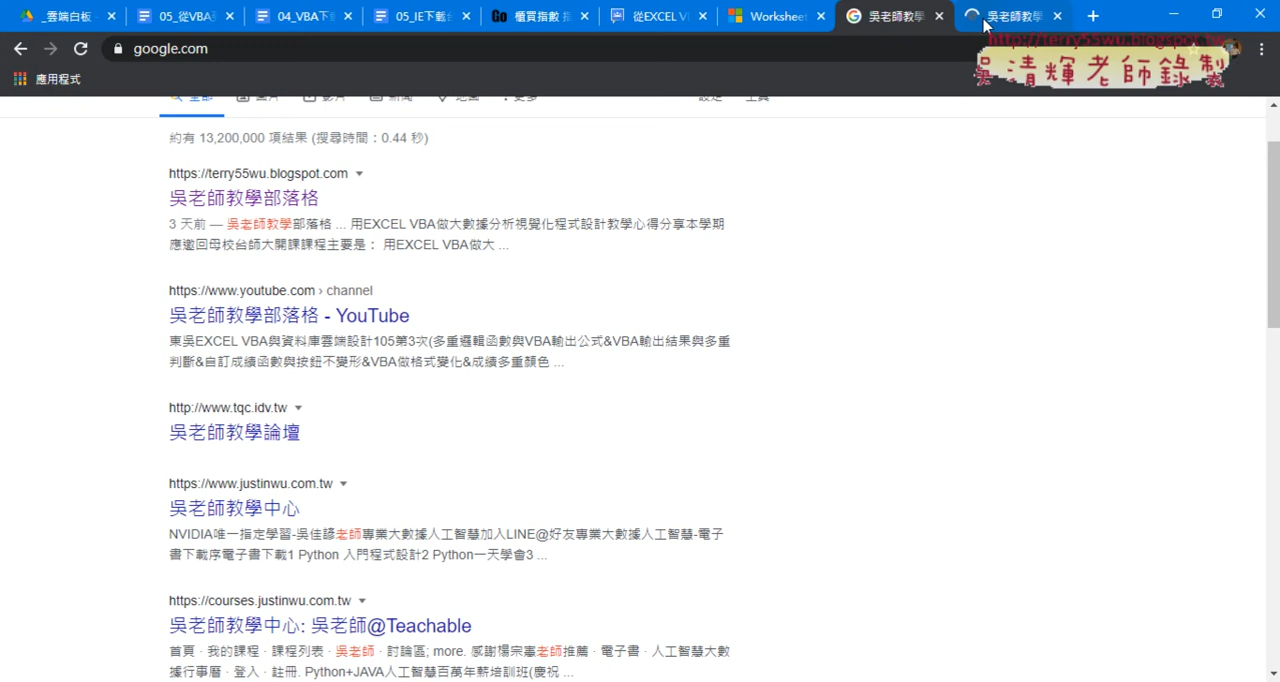 _雲端白板
05_從VBA
04_VBA下
05_IE下載
Go 櫃買指數
從EXCEL V
Workshee
吳老師教學
吳老師教學
google.com
http://terry55wu.blogspot.tw
吳清輝老師錄製
應用程式
全部 圖片 影片 新聞 地圖 更多 設定 工具
約有 13,200,000 項結果 (搜尋時間：0.44 秒)
https://terry55wu.blogspot.com
吳老師教學部落格
3 天前 — 吳老師教學部落格 ... 用EXCEL VBA做大數據分析視覺化程式設計教學心得分享本學期
應邀回母校台師大開課課程主要是： 用EXCEL VBA做大 ...
https://www.youtube.com › channel
吳老師教學部落格 - YouTube
東吳EXCEL VBA與資料庫雲端設計105第3次(多重邏輯函數與VBA輸出公式&VBA輸出結果與多重
判斷&自訂成績函數與按鈕不變形&VBA做格式變化&成績多重顏色 ...
http://www.tqc.idv.tw
吳老師教學論壇
https://www.justinwu.com.tw
吳老師教學中心
NVIDIA唯一指定學習-吳佳諺老師專業大數據人工智慧加入LINE@好友專業大數據人工智慧-電子
書下載序電子書下載1 Python 入門程式設計2 Python一天學會3 ...
https://courses.justinwu.com.tw
吳老師教學中心: 吳老師@Teachable
首頁 · 我的課程 · 課程列表 · 吳老師 · 討論區; more. 感謝楊宗憲老師推薦 · 電子書 · 人工智慧大數
據行事曆 · 登入 · 註冊. Python+JAVA人工智慧百萬年薪培訓班(慶祝 ...